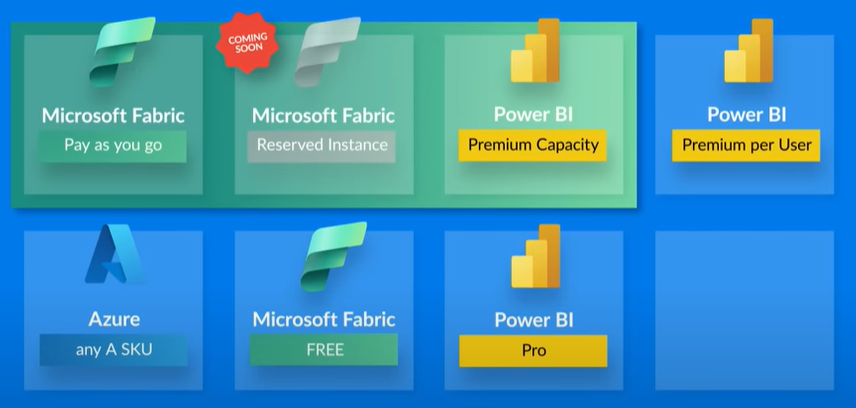 COMING
SOON
Microsoft Fabric
Pay as you go
Microsoft Fabric
Reserved Instance
Power BI
Premium Capacity
Power BI
Premium per User
Azure
any A SKU
Microsoft Fabric
FREE
Power BI
Pro